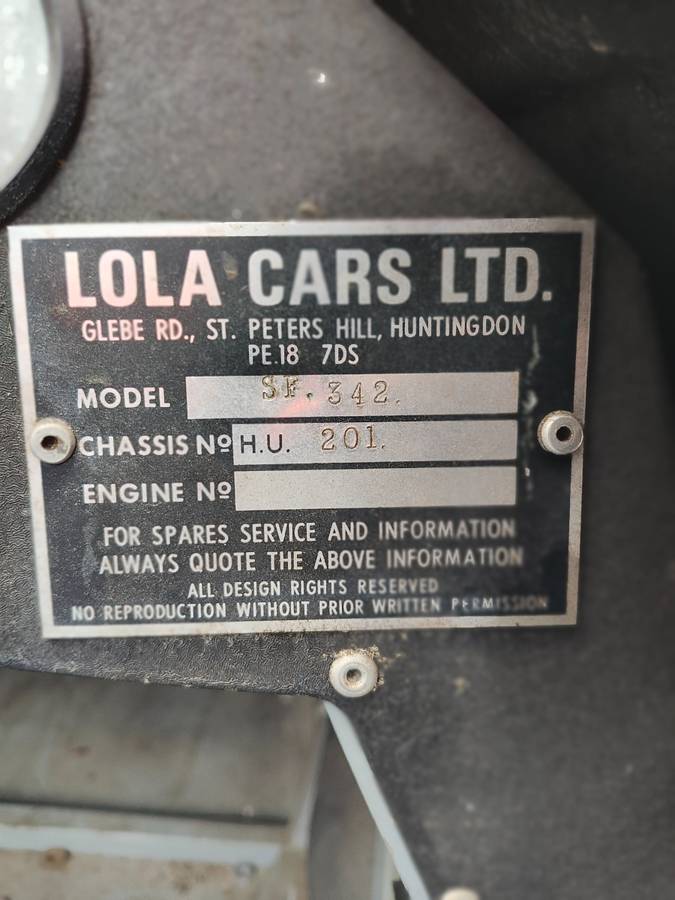 LOLA CARS LTD.
GLEBE RD., ST. PETERS HILL, HUNTINGDON
PE.18 7DS
MODEL SF. 342.
CHASSIS Nº H.U. 201.
ENGINE Nº
FOR SPARES SERVICE AND INFORMATION
ALWAYS QUOTE THE ABOVE INFORMATION
ALL DESIGN RIGHTS RESERVED
NO REPRODUCTION WITHOUT PRIOR WRITTEN PERMISSION